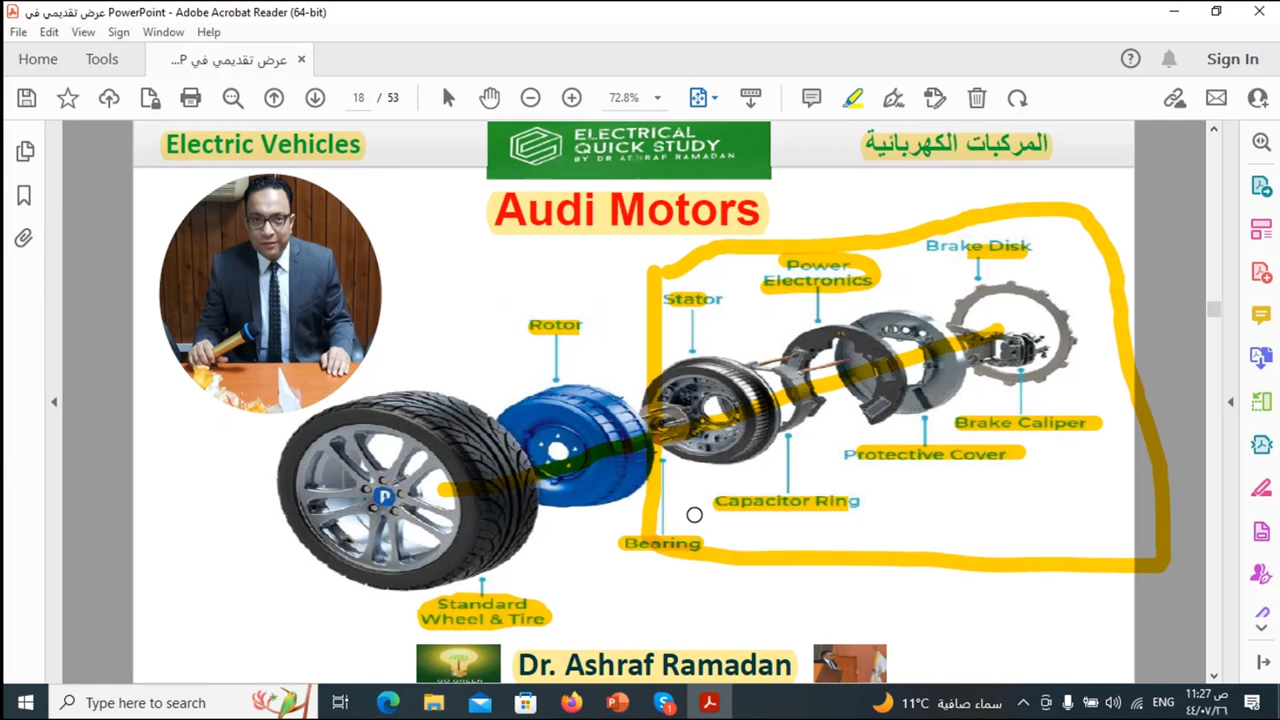 عرض تقديمي في PowerPoint - Adobe Acrobat Reader (64-bit)
File Edit View Sign Window Help
Home Tools عرض تقديمي في P... × Sign In
18 / 53 72.8%
Electric Vehicles
ELECTRICAL
QUICK STUDY
BY DR ASHRAF RAMADAN
المركبات الكهربائية
Audi Motors
Brake Disk
Power
Electronics
Stator
Rotor
Brake Caliper
Protective Cover
Capacitor Ring
Bearing
P
Standard
Wheel & Tire
Dr. Ashraf Ramadan
Type here to search
11°C سماء صافية
ENG
11:27 ص
٤٤/٠٧/٢٦